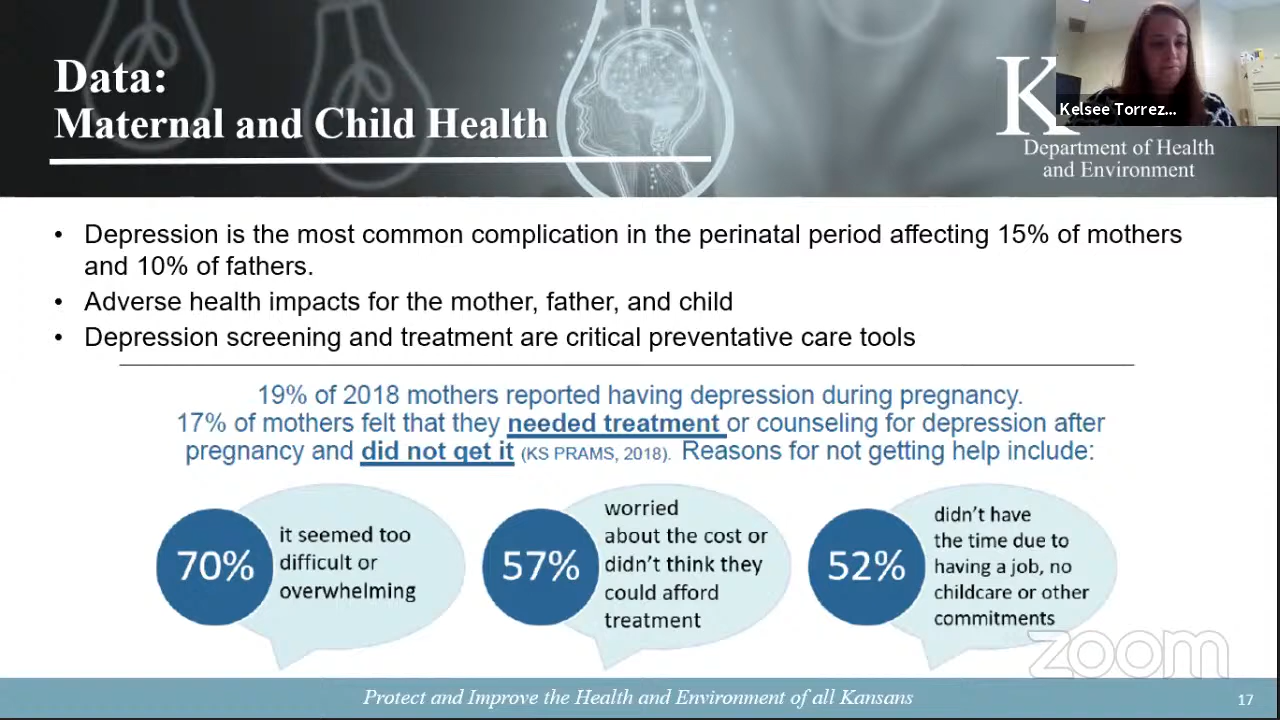 Data:
Maternal and Child Health
K
Kelsee Torrez...
Department of Health
and Environment
• Depression is the most common complication in the perinatal period affecting 15% of mothers
and 10% of fathers.
• Adverse health impacts for the mother, father, and child
• Depression screening and treatment are critical preventative care tools
19% of 2018 mothers reported having depression during pregnancy.
17% of mothers felt that they needed treatment or counseling for depression after
pregnancy and did not get it (KS PRAMS, 2018). Reasons for not getting help include:
70%
it seemed too
difficult or
overwhelming
57%
worried
about the cost or
didn't think they
could afford
treatment
52%
didn't have
the time due to
having a job, no
childcare or other
commitments
zoom
Protect and Improve the Health and Environment of all Kansans
17